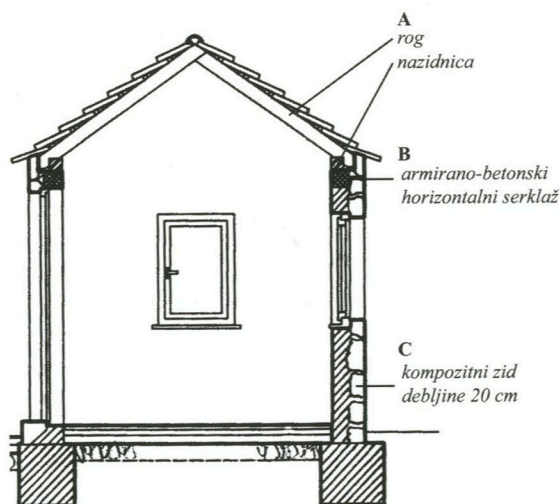 A
rog
nazidnica
B
armirano-betonski
horizontalni serklaž
C
kompozitni zid
debljine 20 cm